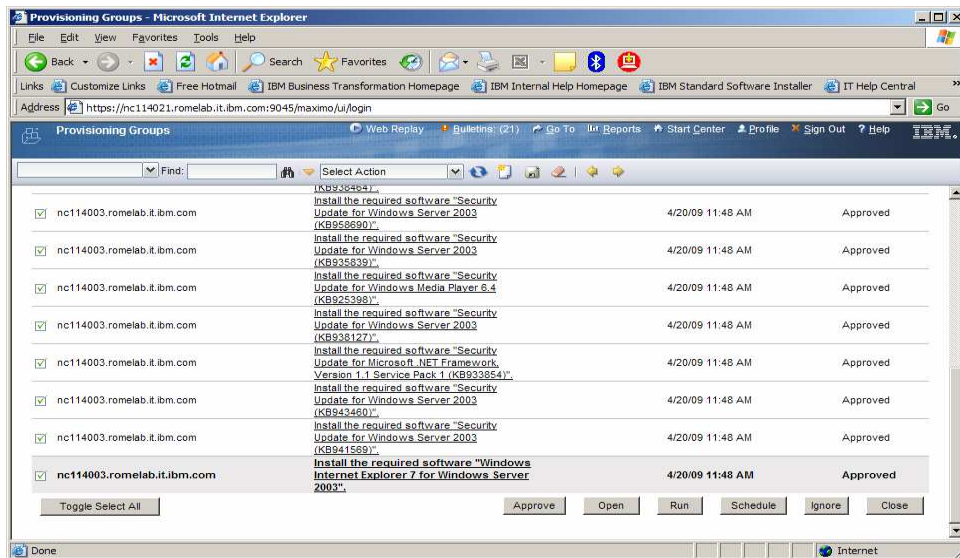 Provisioning Groups - Microsoft Internet Explorer
File Edit View Favorites Tools Help
Back Search Favorites
Links Customize Links Free Hotmail IBM Business Transformation Homepage IBM Internal Help Homepage IBM Standard Software Installer IT Help Central »
Address https://nc114021.romelab.it.ibm.com:9045/maximo/ui/login Go
Provisioning Groups Web Replay Bulletins: (21) Go To Reports Start Center Profile Sign Out ? Help IBM.
Find: Select Action
(KB938464)".
Install the required software "Security
nc114003.romelab.it.ibm.com Update for Windows Server 2003 4/20/09 11:48 AM Approved
(KB958690)".
Install the required software "Security
nc114003.romelab.it.ibm.com Update for Windows Server 2003 4/20/09 11:48 AM Approved
(KB935839)".
Install the required software "Security
nc114003.romelab.it.ibm.com Update for Windows Media Player 6.4 4/20/09 11:48 AM Approved
(KB925398)".
Install the required software "Security
nc114003.romelab.it.ibm.com Update for Windows Server 2003 4/20/09 11:48 AM Approved
(KB938127)".
Install the required software "Security
nc114003.romelab.it.ibm.com Update for Microsoft .NET Framework, 4/20/09 11:48 AM Approved
Version 1.1 Service Pack 1 (KB933854)".
Install the required software "Security
nc114003.romelab.it.ibm.com Update for Windows Server 2003 4/20/09 11:48 AM Approved
(KB943460)".
Install the required software "Security
nc114003.romelab.it.ibm.com Update for Windows Server 2003 4/20/09 11:48 AM Approved
(KB941569)".
Install the required software "Windows
nc114003.romelab.it.ibm.com Internet Explorer 7 for Windows Server 4/20/09 11:48 AM Approved
2003".
Toggle Select All Approve Open Run Schedule Ignore Close
Done Internet